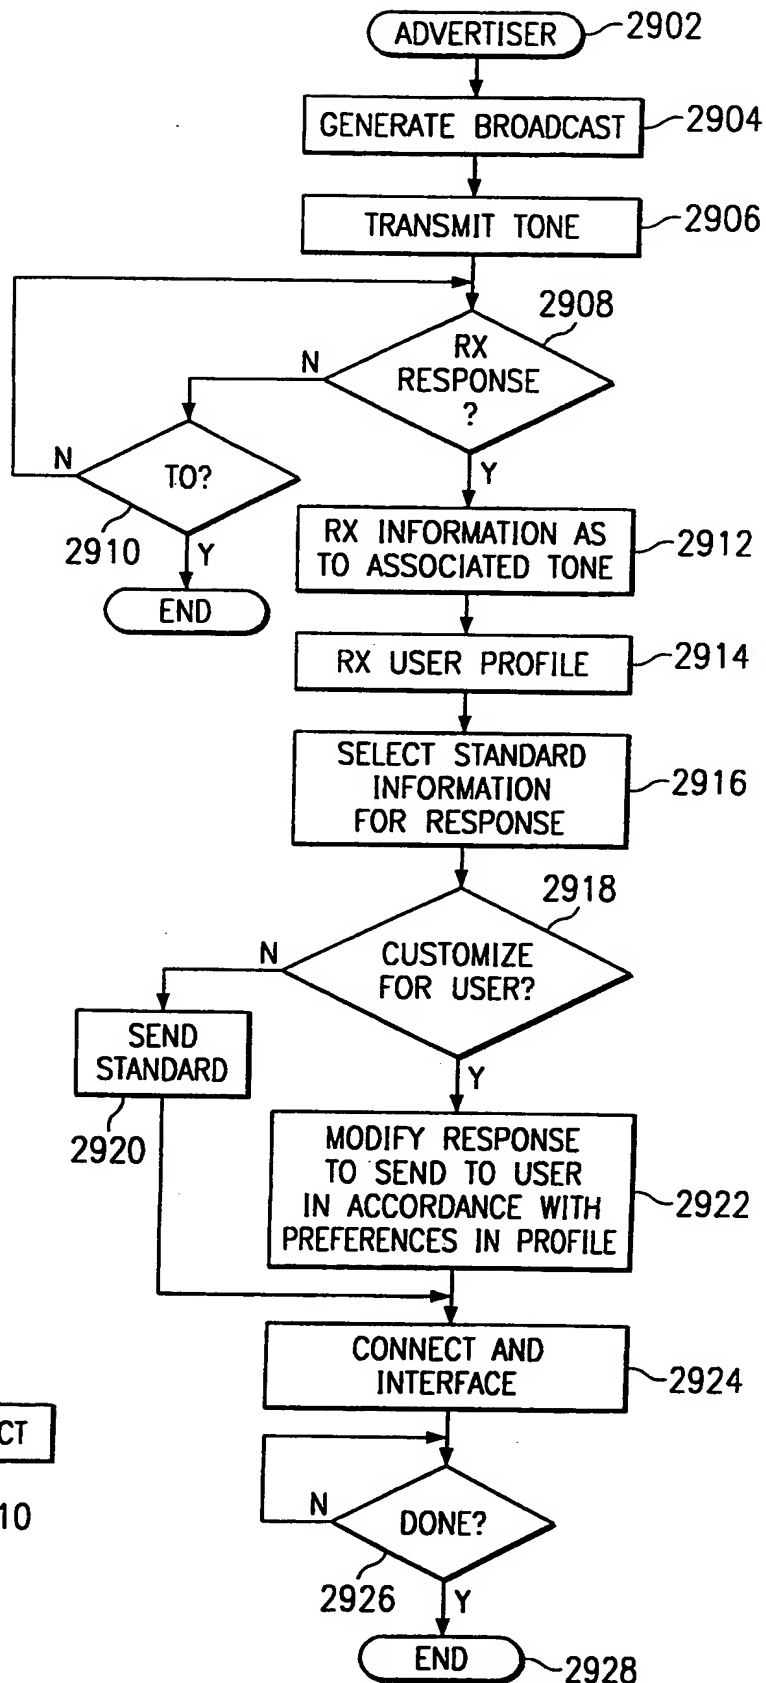 ADVERTISER
2902
GENERATE BROADCAST
2904
TRANSMIT TONE
2906
2908
RX
RESPONSE
?
N
Y
N
TO?
2910
Y
END
RX INFORMATION AS
TO ASSOCIATED TONE
2912
RX USER PROFILE
2914
SELECT STANDARD
INFORMATION
FOR RESPONSE
2916
2918
CUSTOMIZE
FOR USER?
N
Y
SEND
STANDARD
2920
MODIFY RESPONSE
TO SEND TO USER
IN ACCORDANCE WITH
PREFERENCES IN PROFILE
2922
CONNECT AND
INTERFACE
2924
CT
10
N
DONE?
2926
Y
END
2928